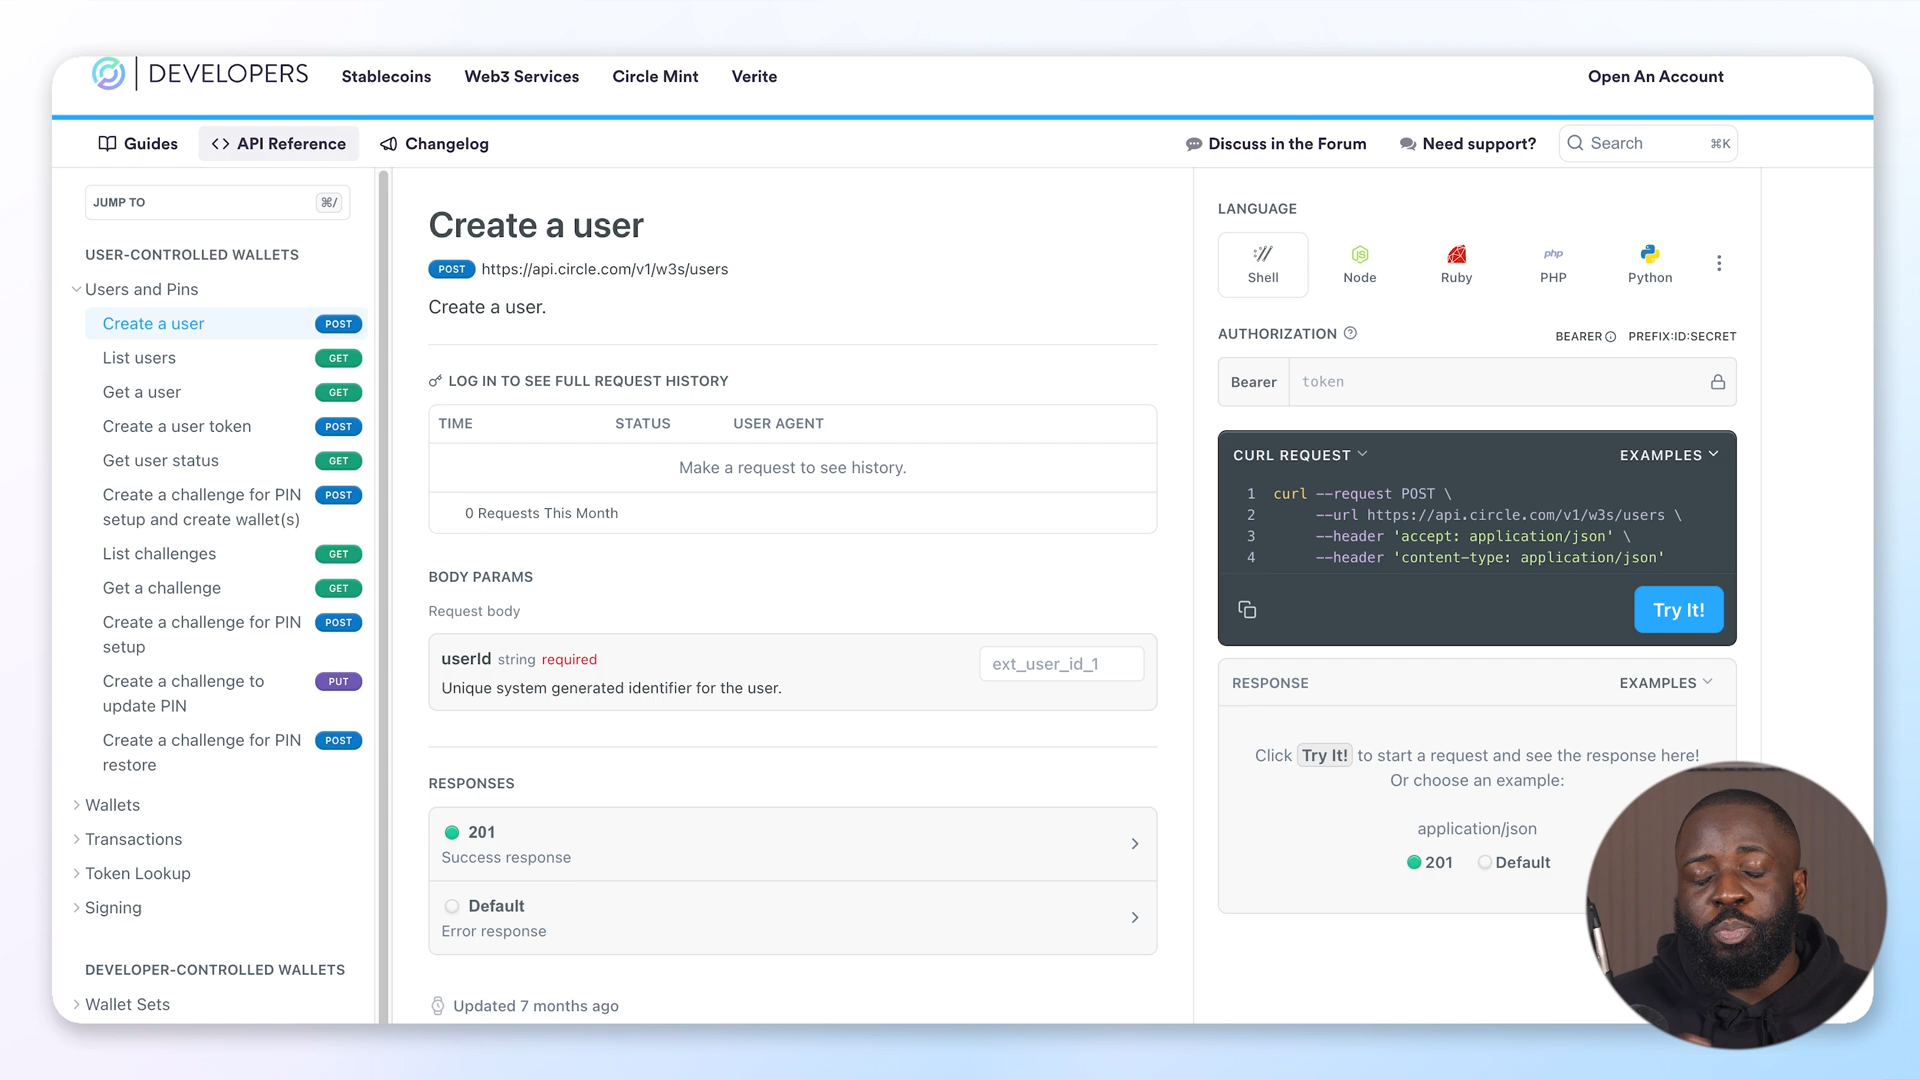 DEVELOPERS
Stablecoins
Web3 Services
Circle Mint
Verite
Open An Account
Guides
API Reference
Changelog
Discuss in the Forum
Need support?
Search
⌘K
JUMP TO
⌘/
USER-CONTROLLED WALLETS
Users and Pins
Create a user POST
List users GET
Get a user GET
Create a user token POST
Get user status GET
Create a challenge for PIN POST
setup and create wallet(s)
List challenges GET
Get a challenge GET
Create a challenge for PIN POST
setup
Create a challenge to PUT
update PIN
Create a challenge for PIN POST
restore
Wallets
Transactions
Token Lookup
Signing
DEVELOPER-CONTROLLED WALLETS
Wallet Sets
Create a user
POST https://api.circle.com/v1/w3s/users
Create a user.
LOG IN TO SEE FULL REQUEST HISTORY
TIME STATUS USER AGENT
Make a request to see history.
0 Requests This Month
BODY PARAMS
Request body
userId string required
ext_user_id_1
Unique system generated identifier for the user.
RESPONSES
201
Success response
Default
Error response
Updated 7 months ago
LANGUAGE
Shell
Node
Ruby
php
PHP
Python
AUTHORIZATION
BEARER
PREFIX:ID:SECRET
Bearer token
CURL REQUEST
EXAMPLES
1 curl --request POST \
2 --url https://api.circle.com/v1/w3s/users \
3 --header 'accept: application/json' \
4 --header 'content-type: application/json'
Try It!
RESPONSE
EXAMPLES
Click Try It! to start a request and see the response here!
Or choose an example:
application/json
201 Default